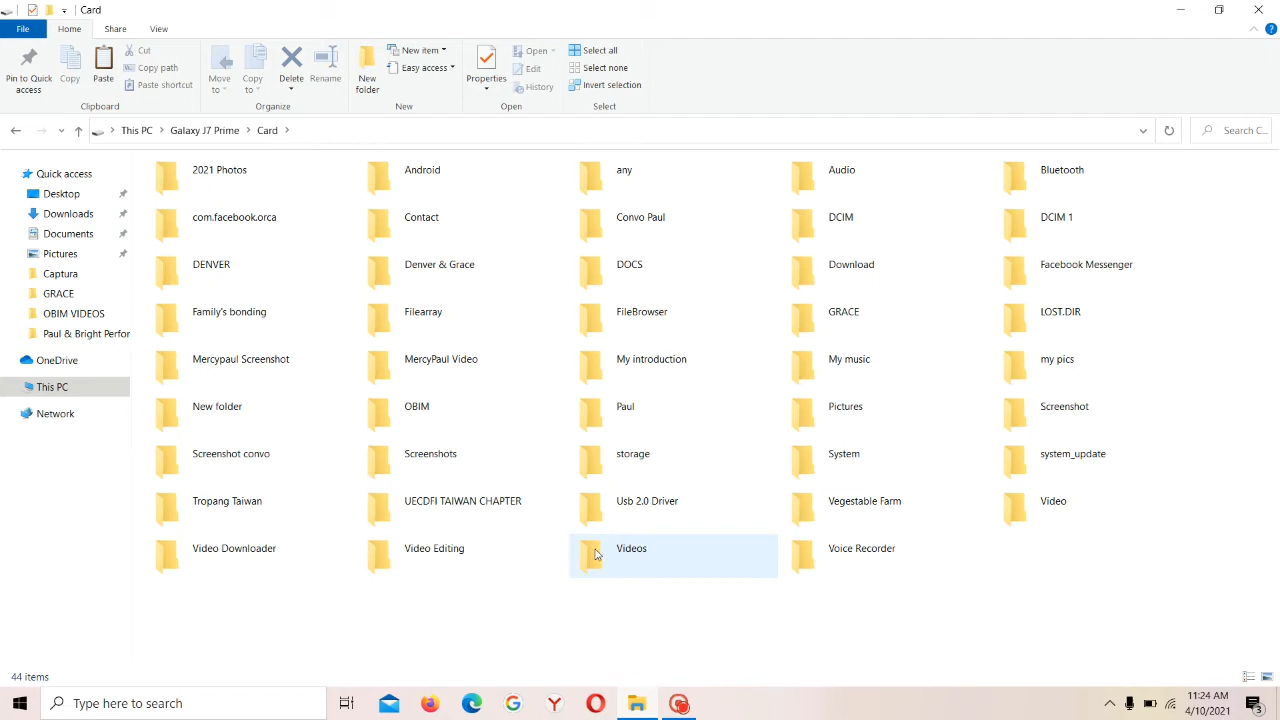 Card
File
Home
Share
View
Pin to Quick access
Copy
Paste
Cut
Copy path
Paste shortcut
Clipboard
Move to
Copy to
Delete
Rename
Organize
New folder
New item
Easy access
New
Properties
Open
Edit
History
Open
Select all
Select none
Invert selection
Select
This PC
Galaxy J7 Prime
Card
Search C...
Quick access
Desktop
Downloads
Documents
Pictures
Captura
GRACE
OBIM VIDEOS
Paul & Bright Perfor
OneDrive
This PC
Network
2021 Photos
Android
any
Audio
Bluetooth
com.facebook.orca
Contact
Convo Paul
DCIM
DCIM 1
DENVER
Denver & Grace
DOCS
Download
Facebook Messenger
Family's bonding
Filearray
FileBrowser
GRACE
LOST.DIR
Mercypaul Screenshot
MercyPaul Video
My introduction
My music
my pics
New folder
OBIM
Paul
Pictures
Screenshot
Screenshot convo
Screenshots
storage
System
system_update
Tropang Taiwan
UECDFI TAIWAN CHAPTER
Usb 2.0 Driver
Vegestable Farm
Video
Video Downloader
Video Editing
Videos
Voice Recorder
44 items
Type here to search
11:24 AM
4/10/2021
3